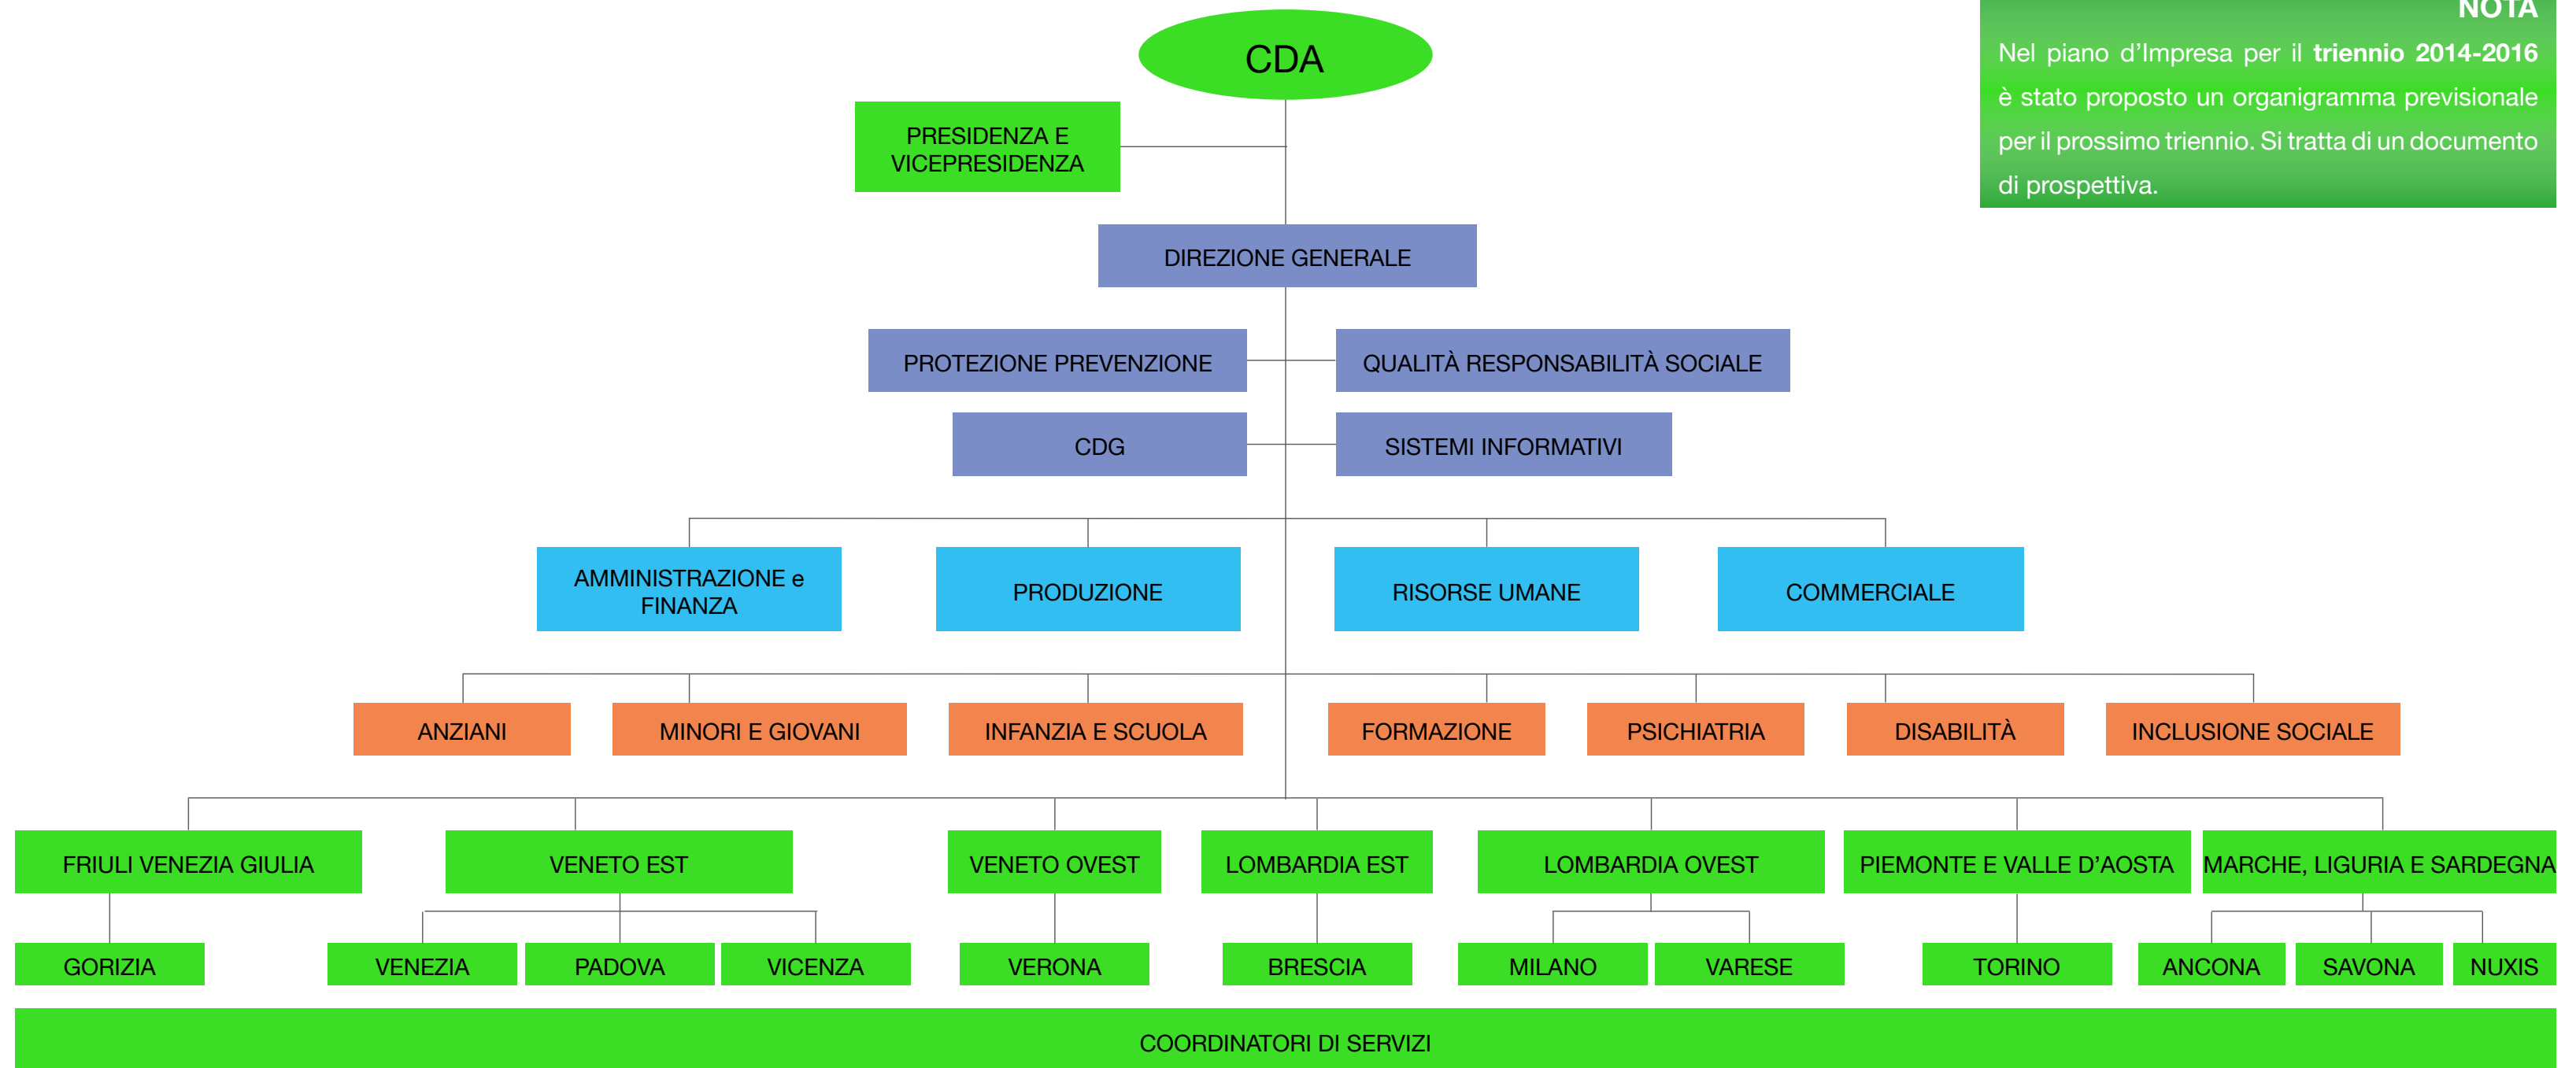 CDA
NOTA
Nel piano d’Impresa per il triennio 2014-2016
è stato proposto un organigramma previsionale
per il prossimo triennio. Si tratta di un documento
di prospettiva.
PRESIDENZA E
VICEPRESIDENZA
DIREZIONE GENERALE
PROTEZIONE PREVENZIONE
QUALITÀ RESPONSABILITÀ SOCIALE
CDG
SISTEMI INFORMATIVI
AMMINISTRAZIONE e
FINANZA
PRODUZIONE
RISORSE UMANE
COMMERCIALE
ANZIANI
MINORI E GIOVANI
INFANZIA E SCUOLA
FORMAZIONE
PSICHIATRIA
DISABILITÀ
INCLUSIONE SOCIALE
FRIULI VENEZIA GIULIA
VENETO EST
VENETO OVEST
LOMBARDIA EST
LOMBARDIA OVEST
PIEMONTE E VALLE D’AOSTA
MARCHE, LIGURIA E SARDEGNA
GORIZIA
VENEZIA
PADOVA
VICENZA
VERONA
BRESCIA
MILANO
VARESE
TORINO
ANCONA
SAVONA
NUXIS
COORDINATORI DI SERVIZI